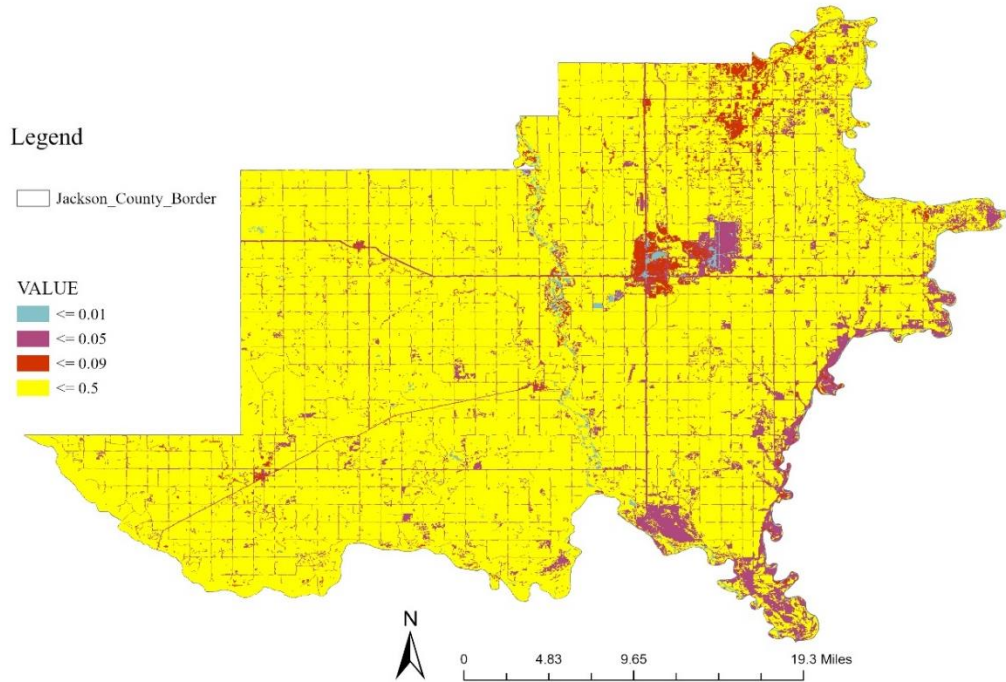 Legend
Jackson_County_Border
VALUE
<= 0.01
<= 0.05
<= 0.09
<= 0.5
N
0 4.83 9.65 19.3 Miles